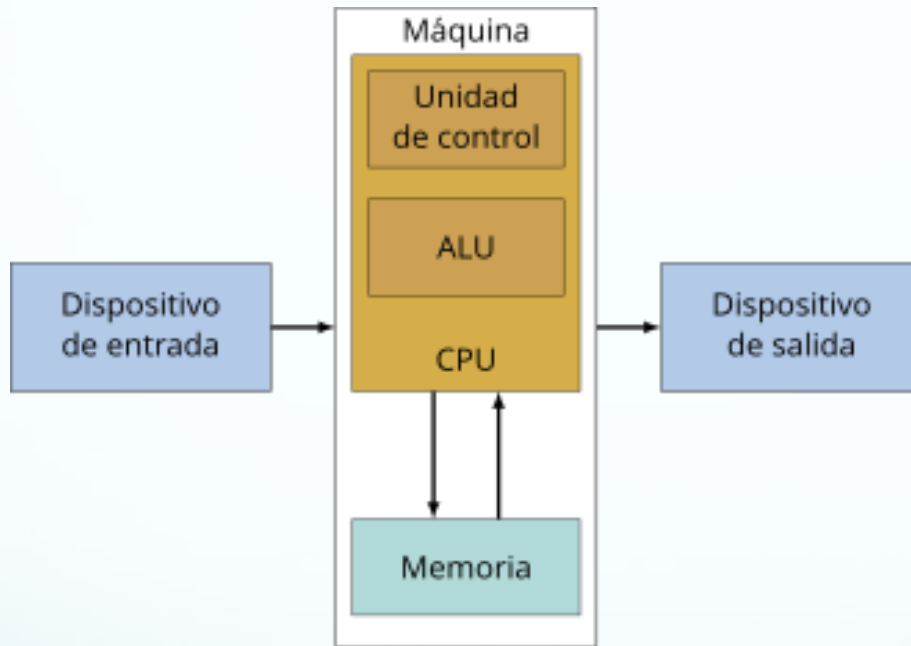 Máquina
Unidad
de control
ALU
CPU
Dispositivo
de entrada
Dispositivo
de salida
Memoria